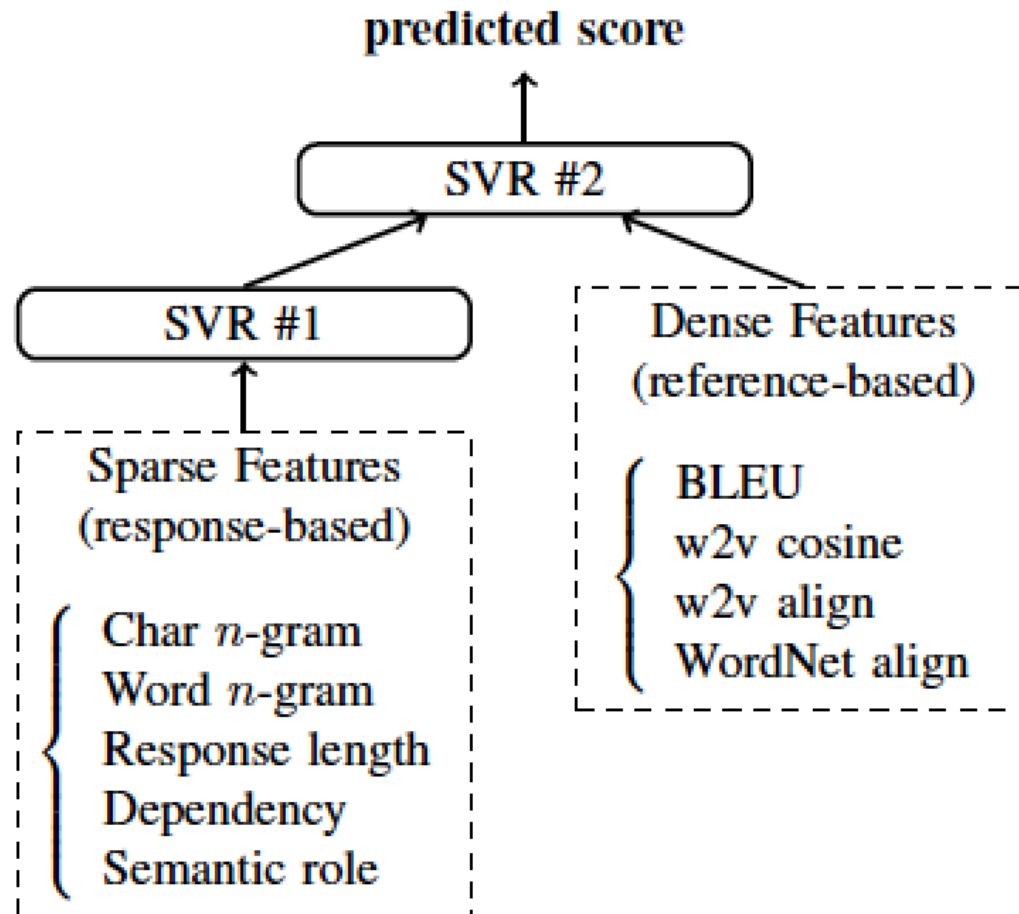 predicted score
SVR #2
SVR #1
Dense Features
(reference-based)
BLEU
w2v cosine
w2v align
WordNet align
Sparse Features
(response-based)
Char n-gram
Word n-gram
Response length
Dependency
Semantic role